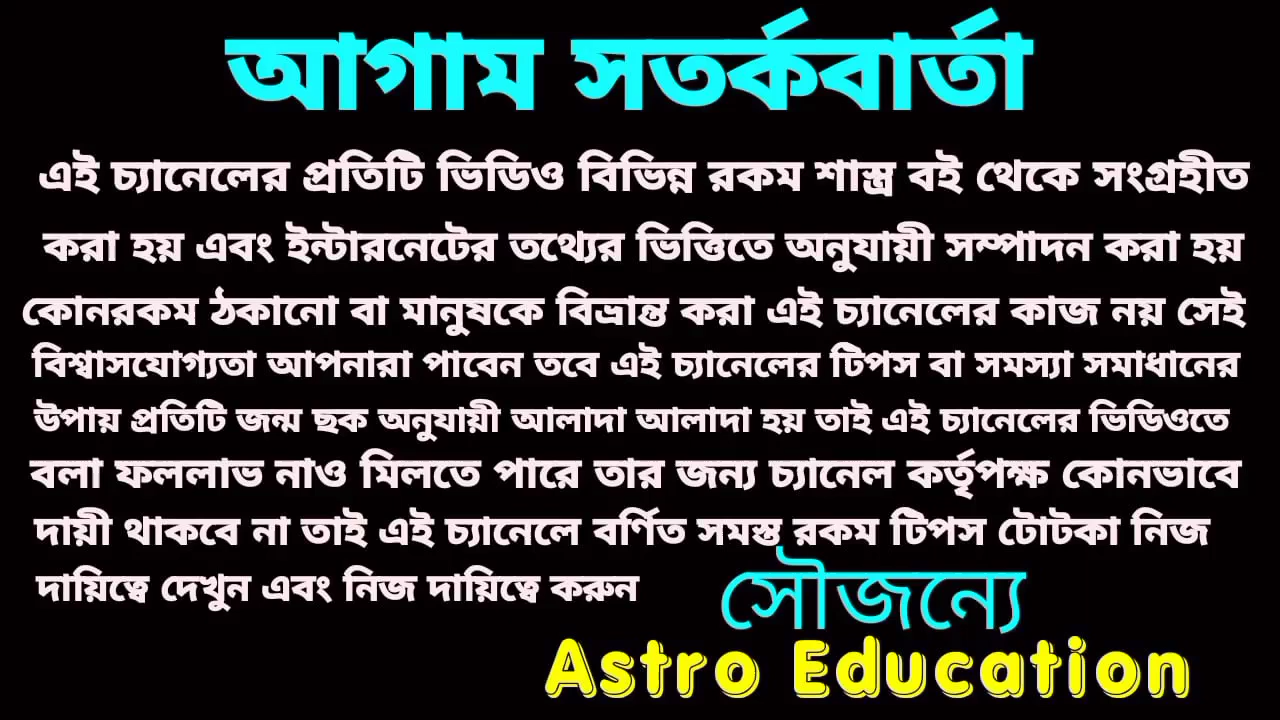 আগাম সতর্কবার্তা
এই চ্যানেলের প্রতিটি ভিডিও বিভিন্ন রকম শাস্ত্র বই থেকে সংগ্রহীত
করা হয় এবং ইন্টারনেটের তথ্যের ভিত্তিতে অনুযায়ী সম্পাদন করা হয়
কোনরকম ঠকানো বা মানুষকে বিভ্রান্ত করা এই চ্যানেলের কাজ নয় সেই
বিশ্বাসযোগ্যতা আপনারা পাবেন তবে এই চ্যানেলের টিপস বা সমস্যা সমাধানের
উপায় প্রতিটি জন্ম ছক অনুযায়ী আলাদা আলাদা হয় তাই এই চ্যানেলের ভিডিওতে
বলা ফললাভ নাও মিলতে পারে তার জন্য চ্যানেল কর্তৃপক্ষ কোনভাবে
দায়ী থাকবে না তাই এই চ্যানেলে বর্ণিত সমস্ত রকম টিপস টোটকা নিজ
দায়িত্বে দেখুন এবং নিজ দায়িত্বে করুন
সৌজন্যে
Astro Education